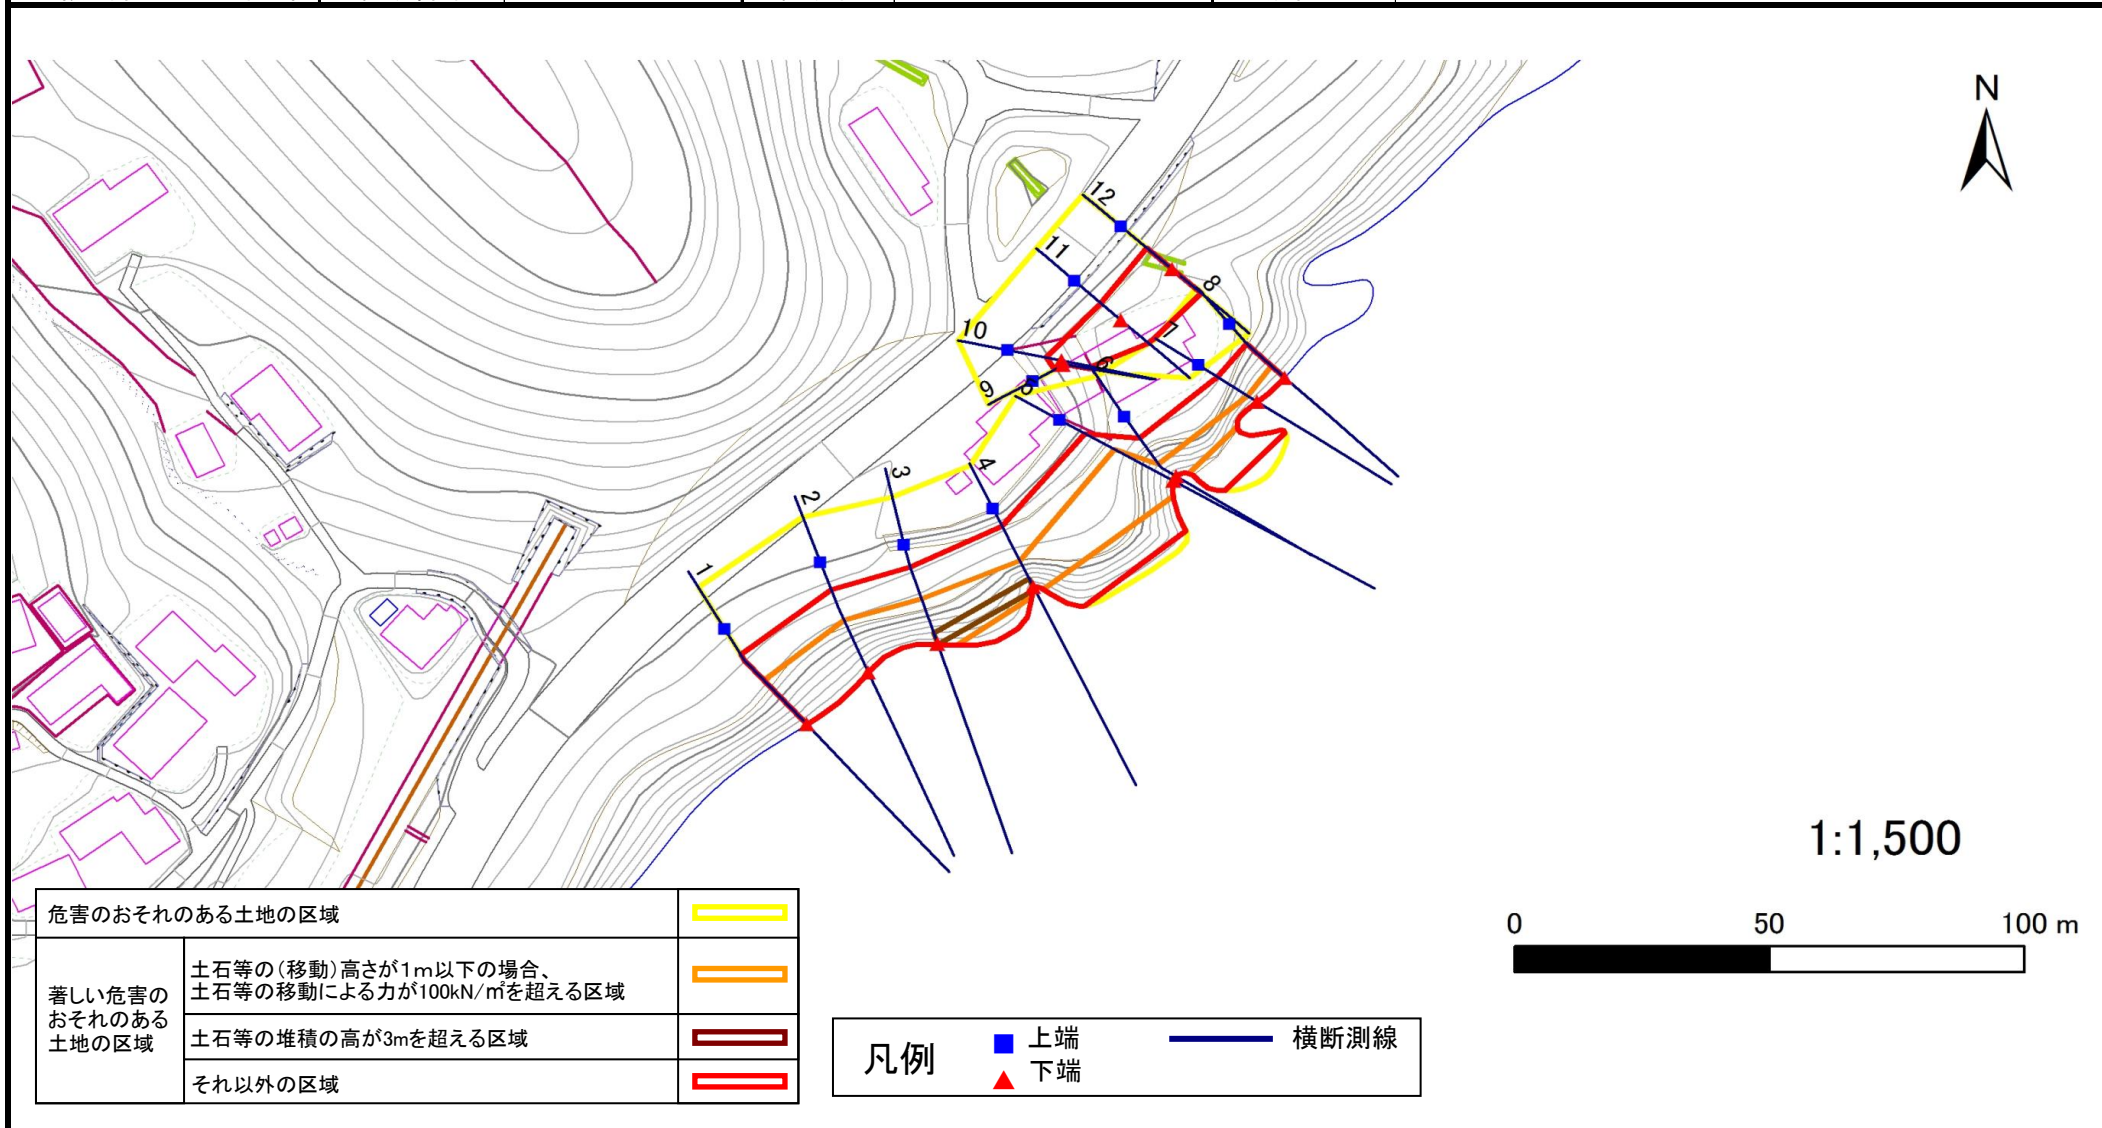 N
12
11
8
10
7
6
9
5
4
3
2
1
1:1,500
0 50 100 m
危害のおそれのある土地の区域
著しい危害の
おそれのある
土地の区域
土石等の(移動)高さが1m以下の場合、
土石等の移動による力が100kN/㎡を超える区域
土石等の堆積の高が3mを超える区域
それ以外の区域
凡例
上端
下端
横断測線